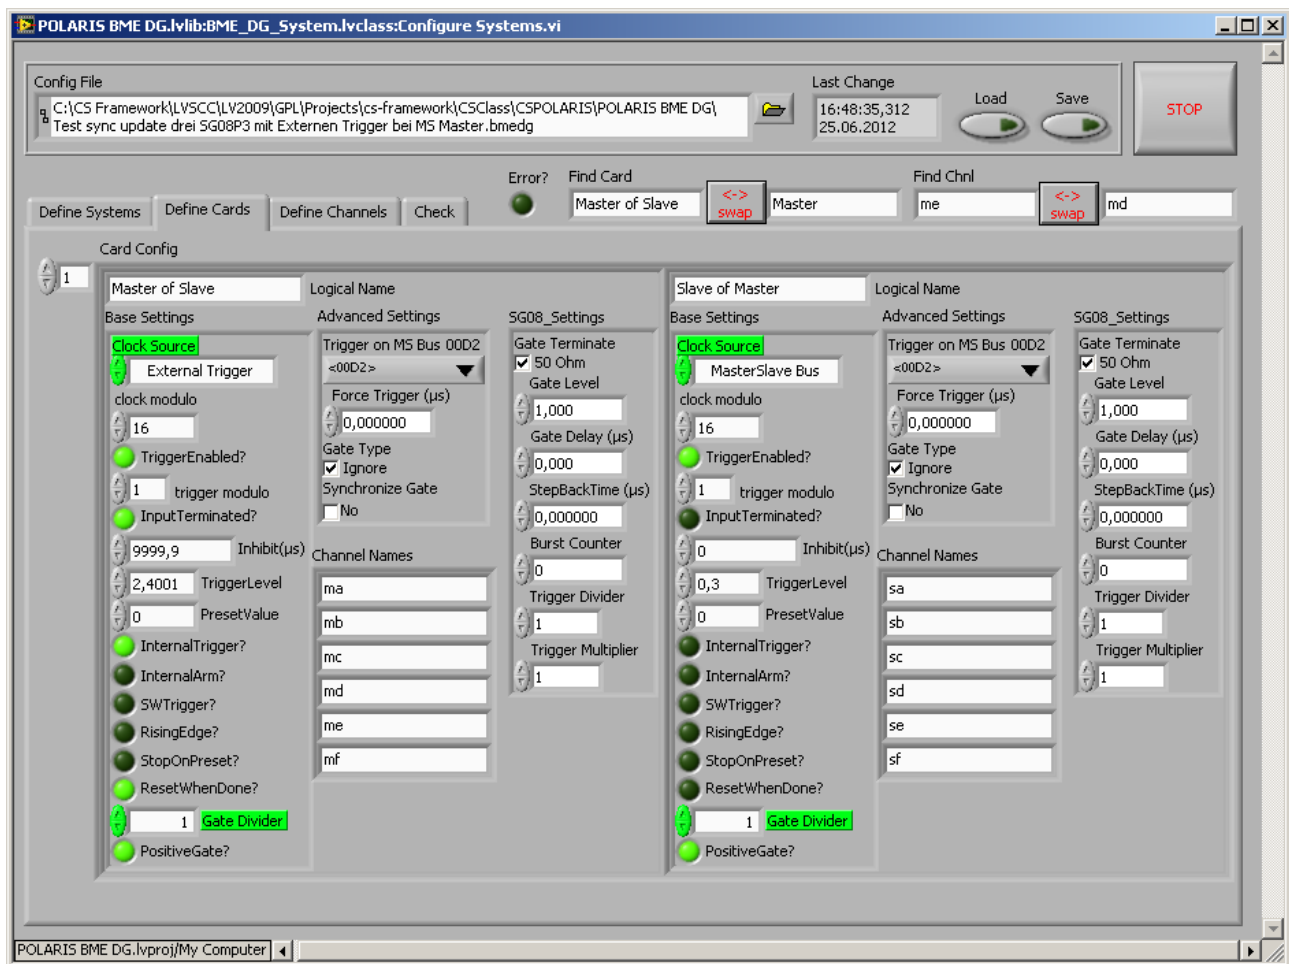 POLARIS BME DG.lvlib:BME_DG_System.lvclass:Configure Systems.vi
Config File
C:\CS Framework\LVSCC\LV2009\GPL\Projects\cs-framework\CSClass\CSPOLARIS\POLARIS BME DG\
Test sync update drei SG08P3 mit Externen Trigger bei MS Master.bmedg
Last Change
16:48:35,312
25.06.2012
Load
Save
STOP
Error?
Find Card
Master of Slave
<->
swap
Master
Find Chnl
me
<->
swap
md
Define Systems
Define Cards
Define Channels
Check
Card Config
1
Master of Slave
Logical Name
Base Settings
Clock Source
External Trigger
clock modulo
16
TriggerEnabled?
1 trigger modulo
InputTerminated?
9999,9 Inhibit(µs)
2,4001 TriggerLevel
0 PresetValue
InternalTrigger?
InternalArm?
SWTrigger?
RisingEdge?
StopOnPreset?
ResetWhenDone?
1 Gate Divider
PositiveGate?
Advanced Settings
Trigger on MS Bus 00D2
<00D2>
Force Trigger (µs)
0,000000
Gate Type
Ignore
Synchronize Gate
No
Channel Names
ma
mb
mc
md
me
mf
SG08_Settings
Gate Terminate
50 Ohm
Gate Level
1,000
Gate Delay (µs)
0,000
StepBackTime (µs)
0,000000
Burst Counter
0
Trigger Divider
1
Trigger Multiplier
1
Slave of Master
Logical Name
Base Settings
Clock Source
MasterSlave Bus
clock modulo
16
TriggerEnabled?
1 trigger modulo
InputTerminated?
0 Inhibit(µs)
0,3 TriggerLevel
0 PresetValue
InternalTrigger?
InternalArm?
SWTrigger?
RisingEdge?
StopOnPreset?
ResetWhenDone?
1 Gate Divider
PositiveGate?
Advanced Settings
Trigger on MS Bus 00D2
<00D2>
Force Trigger (µs)
0,000000
Gate Type
Ignore
Synchronize Gate
No
Channel Names
sa
sb
sc
sd
se
sf
SG08_Settings
Gate Terminate
50 Ohm
Gate Level
1,000
Gate Delay (µs)
0,000
StepBackTime (µs)
0,000000
Burst Counter
0
Trigger Divider
1
Trigger Multiplier
1
POLARIS BME DG.lvproj/My Computer